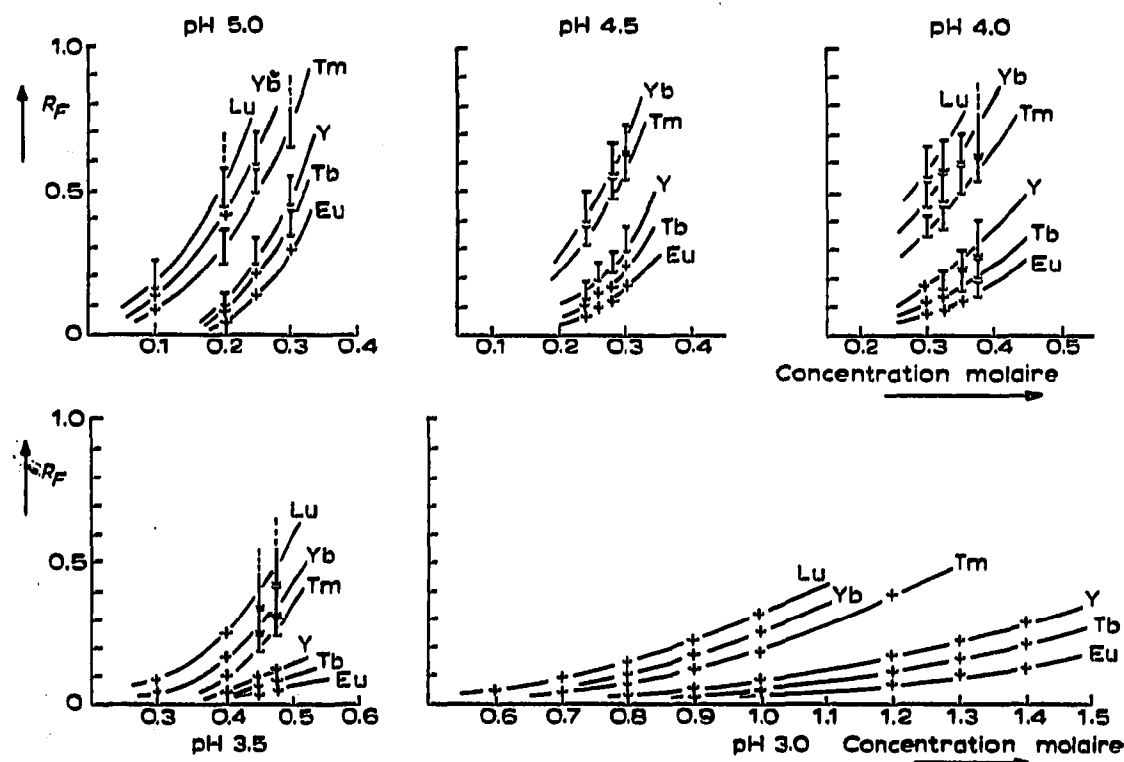 pH 5.0
pH 4.5
pH 4.0
1.0
RF
0.5
0
Lu
Yb
Tm
Y
Tb
Eu
0.1 0.2 0.3 0.4
Yb
Tm
Y
Tb
Eu
0.1 0.2 0.3 0.4
Lu
Yb
Tm
Y
Tb
Eu
0.2 0.3 0.4 0.5
Concentration molaire
1.0
RF
0.5
0
Lu
Yb
Tm
Y
Tb
Eu
0.3 0.4 0.5 0.6
pH 3.5
Lu
Yb
Tm
Y
Tb
Eu
0.6 0.7 0.8 0.9 1.0 1.1 1.2 1.3 1.4 1.5
pH 3.0 Concentration molaire